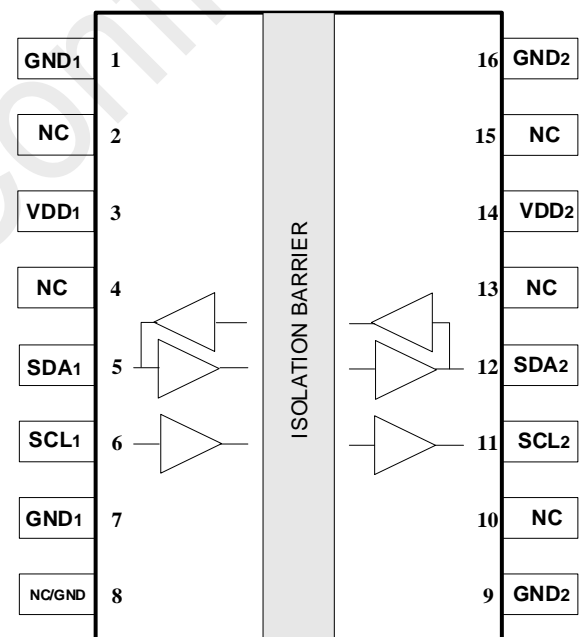 GND1 1 16 GND2
NC 2 15 NC
VDD1 3 14 VDD2
NC 4 13 NC
ISOLATION BARRIER
SDA1 5 12 SDA2
SCL1 6 11 SCL2
GND1 7 10 NC
NC/GND 8 9 GND2